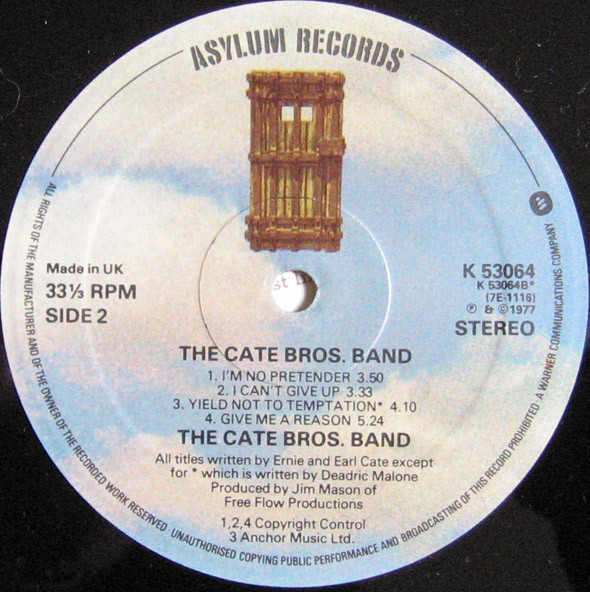 ASYLUM RECORDS
Made in UK
33⅓ RPM
SIDE 2
K 53064
K 53064B*
(7E-1116)
℗ & © 1977
STEREO
THE CATE BROS. BAND
1. I'M NO PRETENDER 3.50
2. I CAN'T GIVE UP 3.33
3. YIELD NOT TO TEMPTATION* 4.10
4. GIVE ME A REASON 5.24
THE CATE BROS. BAND
All titles written by Ernie and Earl Cate except
for * which is written by Deadric Malone
Produced by Jim Mason of
Free Flow Productions
1,2,4 Copyright Control
3 Anchor Music Ltd.
ALL RIGHTS OF THE MANUFACTURER AND OF THE OWNER OF THE RECORDED WORK RESERVED. UNAUTHORISED COPYING PUBLIC PERFORMANCE AND BROADCASTING OF THIS RECORD PROHIBITED. A WARNER COMMUNICATIONS COMPANY